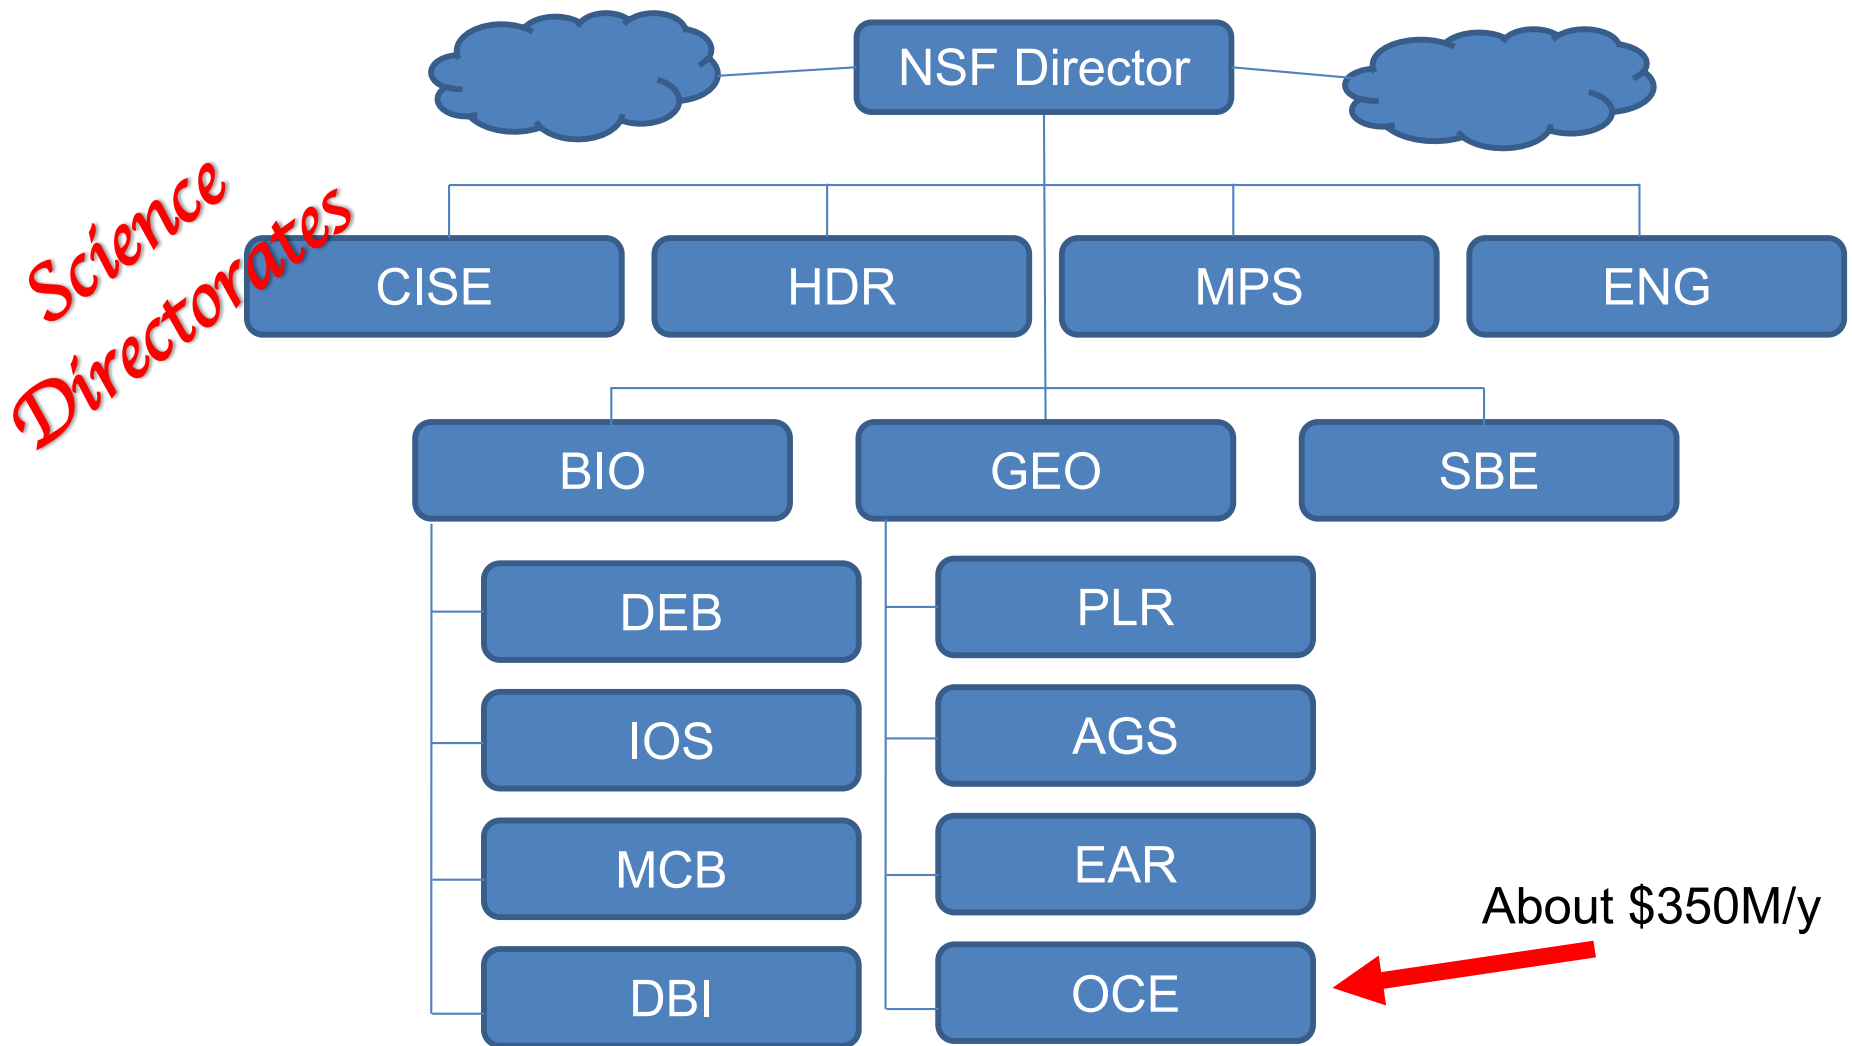 NSF Director
Science
Directorates
CISE
HDR
MPS
ENG
BIO
GEO
SBE
DEB
IOS
MCB
DBI
PLR
AGS
EAR
OCE
About $350M/y